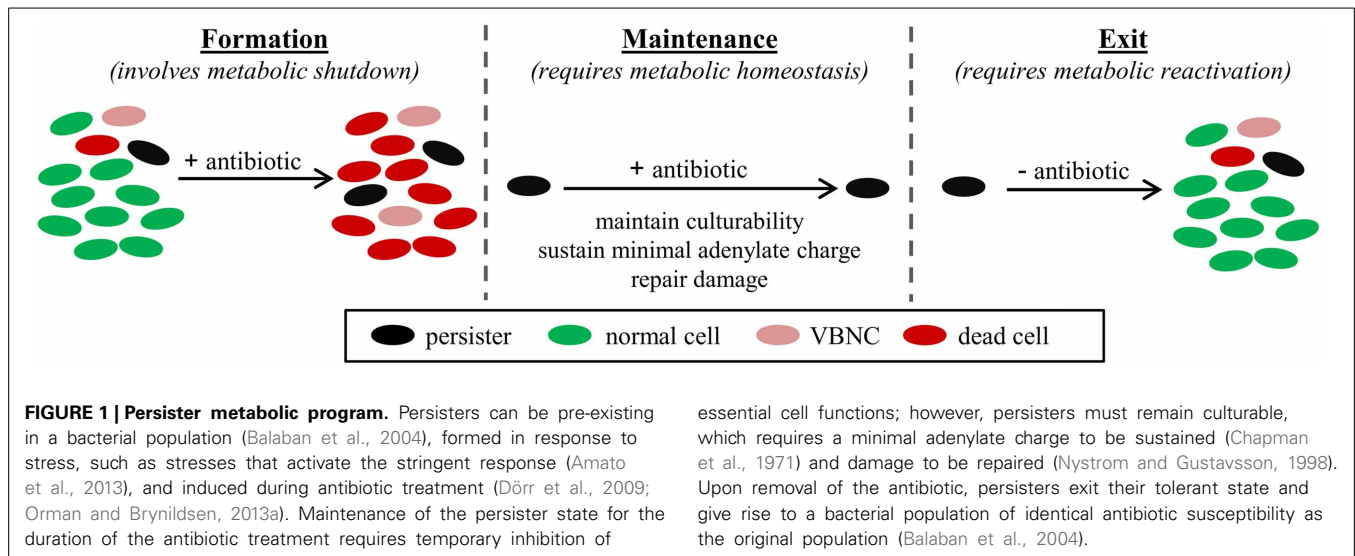 Formation
(involves metabolic shutdown)
+ antibiotic
Maintenance
(requires metabolic homeostasis)
+ antibiotic
maintain culturability
sustain minimal adenylate charge
repair damage
Exit
(requires metabolic reactivation)
- antibiotic
persister normal cell VBNC dead cell
FIGURE 1 | Persister metabolic program. Persisters can be pre-existing
in a bacterial population (Balaban et al., 2004), formed in response to
stress, such as stresses that activate the stringent response (Amato
et al., 2013), and induced during antibiotic treatment (Dörr et al., 2009;
Orman and Brynildsen, 2013a). Maintenance of the persister state for the
duration of the antibiotic treatment requires temporary inhibition of
essential cell functions; however, persisters must remain culturable,
which requires a minimal adenylate charge to be sustained (Chapman
et al., 1971) and damage to be repaired (Nystrom and Gustavsson, 1998).
Upon removal of the antibiotic, persisters exit their tolerant state and
give rise to a bacterial population of identical antibiotic susceptibility as
the original population (Balaban et al., 2004).